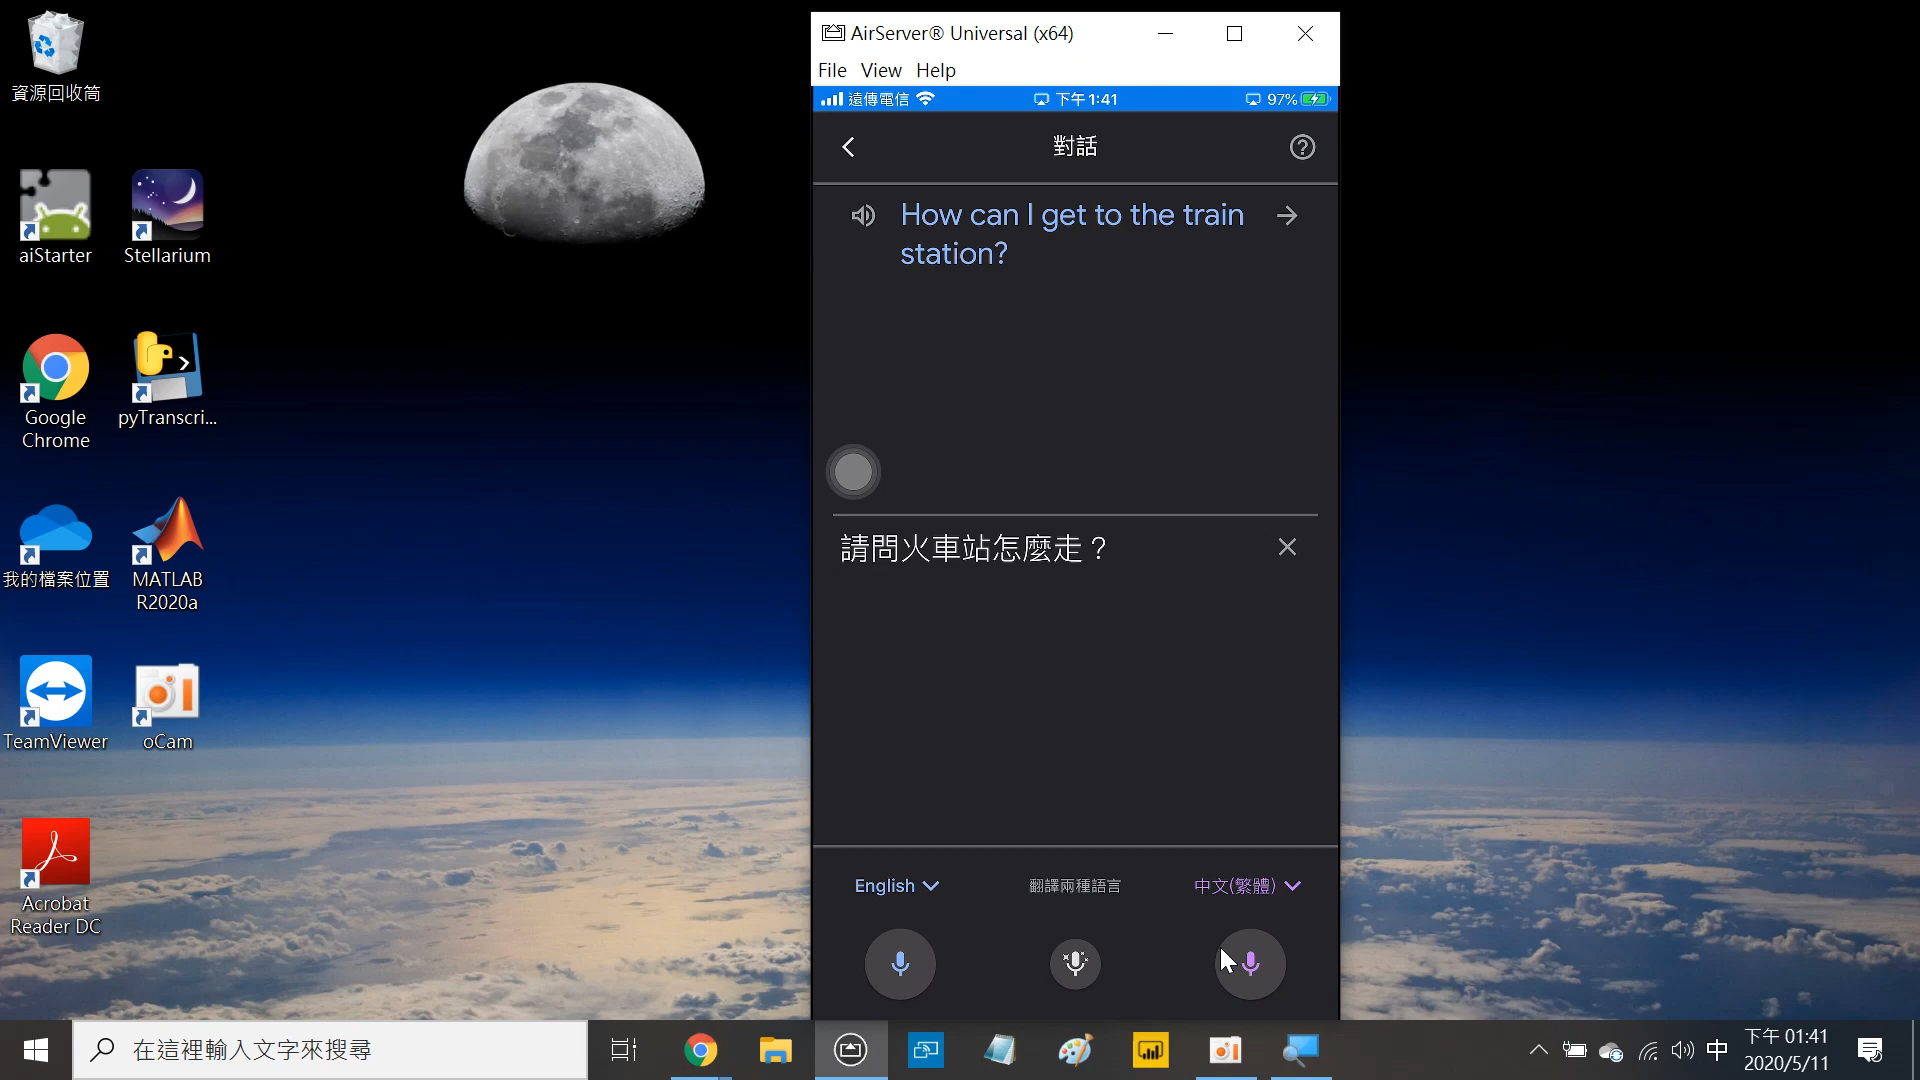 資源回收筒
aiStarter
Stellarium
Google
Chrome
pyTranscri...
我的檔案位置
MATLAB
R2020a
TeamViewer
oCam
Acrobat
Reader DC
AirServer® Universal (x64)
File View Help
遠傳電信
下午1:41
97%
對話
How can I get to the train
station?
請問火車站怎麼走？
English
翻譯兩種語言
中文(繁體)
在這裡輸入文字來搜尋
中
下午 01:41
2020/5/11